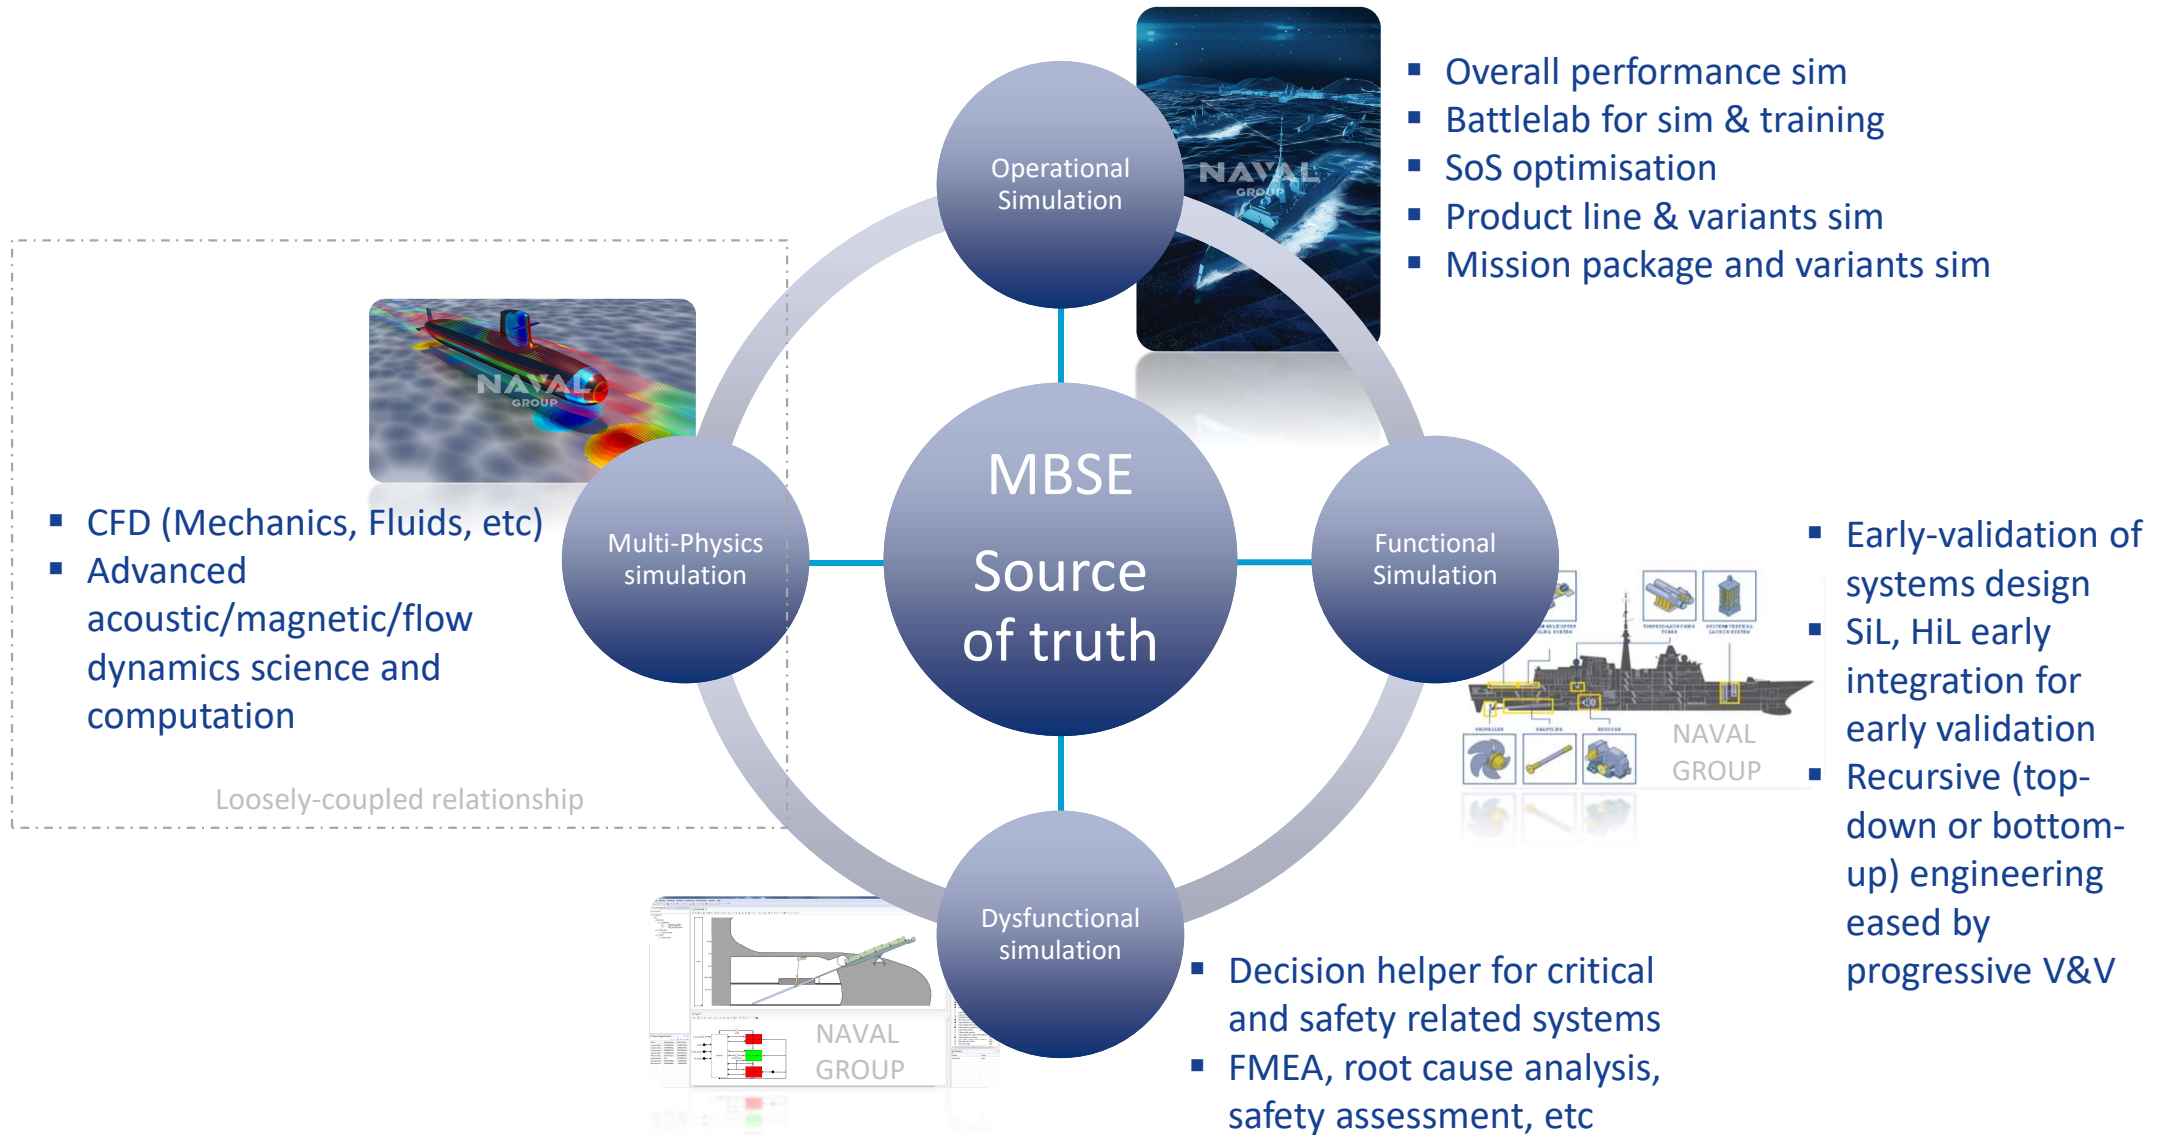 Operational
Simulation
NAVAL
GROUP
▪ Overall performance sim
▪ Battlelab for sim & training
▪ SoS optimisation
▪ Product line & variants sim
▪ Mission package and variants sim
NAVAL
GROUP
▪ CFD (Mechanics, Fluids, etc)
▪ Advanced
acoustic/magnetic/flow
dynamics science and
computation
Loosely-coupled relationship
Multi-Physics
simulation
MBSE
Source
of truth
Functional
Simulation
PROPELLER
SHAFTLINE
REDUCER
NAVAL
GROUP
▪ Early-validation of
systems design
▪ SiL, HiL early
integration for
early validation
▪ Recursive (top-
down or bottom-
up) engineering
eased by
progressive V&V
Dysfunctional
simulation
NAVAL
GROUP
▪ Decision helper for critical
and safety related systems
▪ FMEA, root cause analysis,
safety assessment, etc